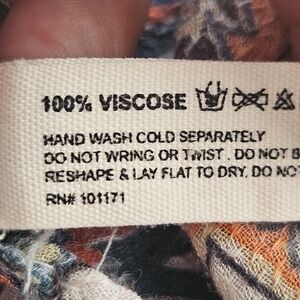 100% VISCOSE
HAND WASH COLD SEPARATELY
DO NOT WRING OR TWIST. DO NOT B
RESHAPE & LAY FLAT TO DRY. DO NOT
RN# 101171